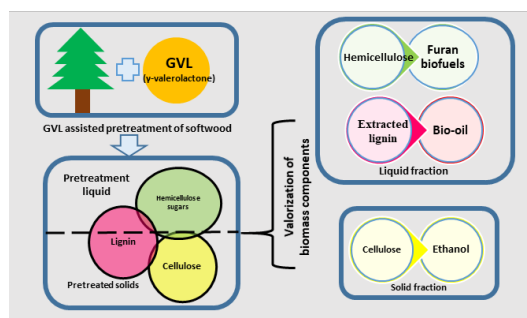 GVL
(γ-valerolactone)
GVL assisted pretreatment of softwood
Pretreatment
liquid
Hemicellulose
sugars
Lignin
Cellulose
Pretreated solids
Valorization of
biomass components
Hemicellulose
Furan
biofuels
Extracted
lignin
Bio-oil
Liquid fraction
Cellulose
Ethanol
Solid fraction